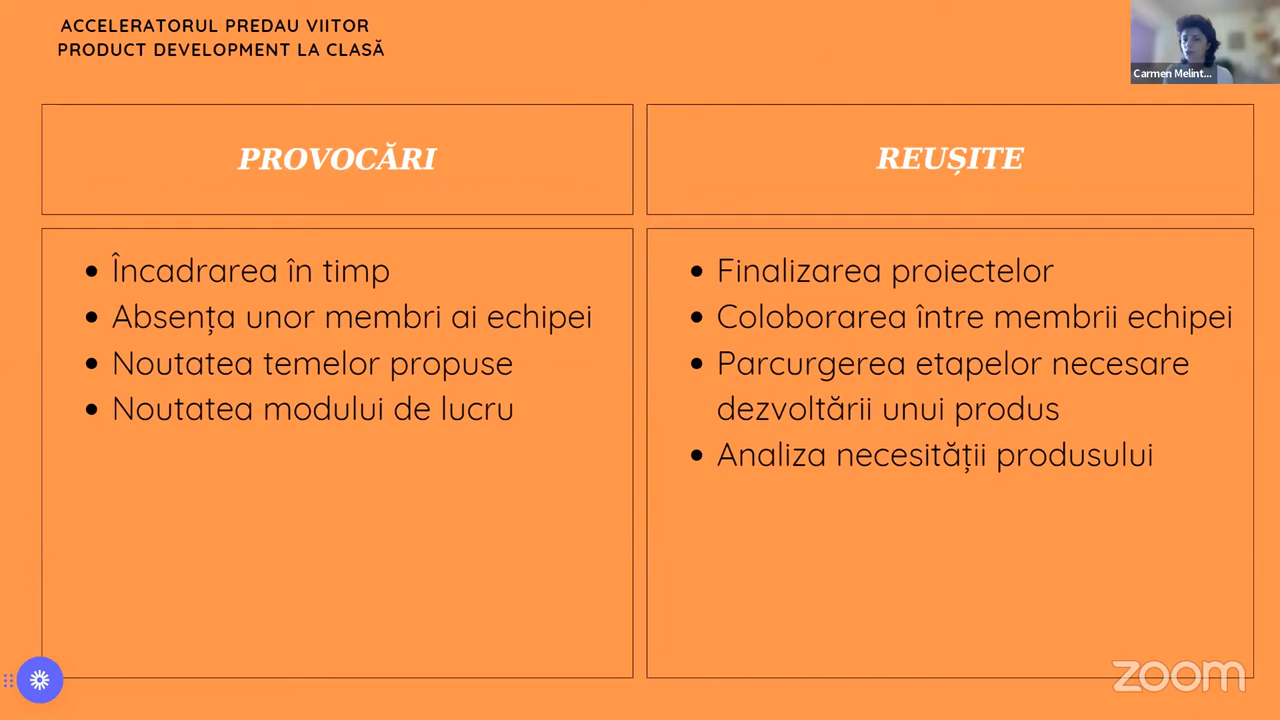 ACCELERATORUL PREDAU VIITOR
PRODUCT DEVELOPMENT LA CLASĂ
Carmen Melint...
PROVOCĂRI
Încadrarea în timp
Absența unor membri ai echipei
Noutatea temelor propuse
Noutatea modului de lucru
REUȘITE
Finalizarea proiectelor
Coloborarea între membrii echipei
Parcurgerea etapelor necesare
dezvoltării unui produs
Analiza necesității produsului
zoom